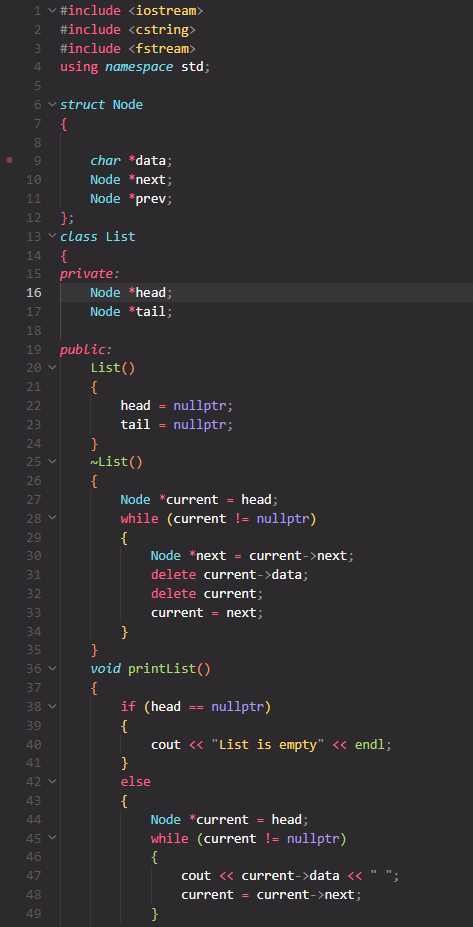 1 #include <iostream>
2 #include <cstring>
3 #include <fstream>
4 using namespace std;
5
6 struct Node
7 {
8
9     char *data;
10     Node *next;
11     Node *prev;
12 };
13 class List
14 {
15 private:
16     Node *head;
17     Node *tail;
18
19 public:
20     List()
21     {
22         head = nullptr;
23         tail = nullptr;
24     }
25     ~List()
26     {
27         Node *current = head;
28         while (current != nullptr)
29         {
30             Node *next = current->next;
31             delete current->data;
32             delete current;
33             current = next;
34         }
35     }
36     void printList()
37     {
38         if (head == nullptr)
39         {
40             cout << "List is empty" << endl;
41         }
42         else
43         {
44             Node *current = head;
45             while (current != nullptr)
46             {
47                 cout << current->data << " ";
48                 current = current->next;
49             }